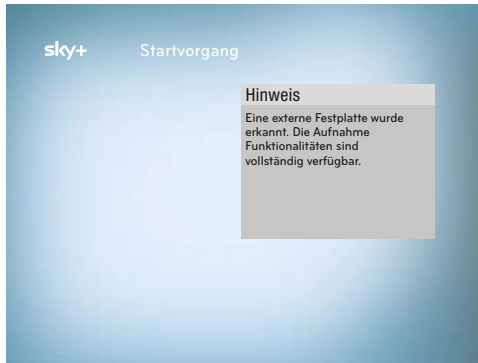 sky+ Startvorgang
Hinweis
Eine externe Festplatte wurde
erkannt. Die Aufnahme
Funktionalitäten sind
vollständig verfügbar.